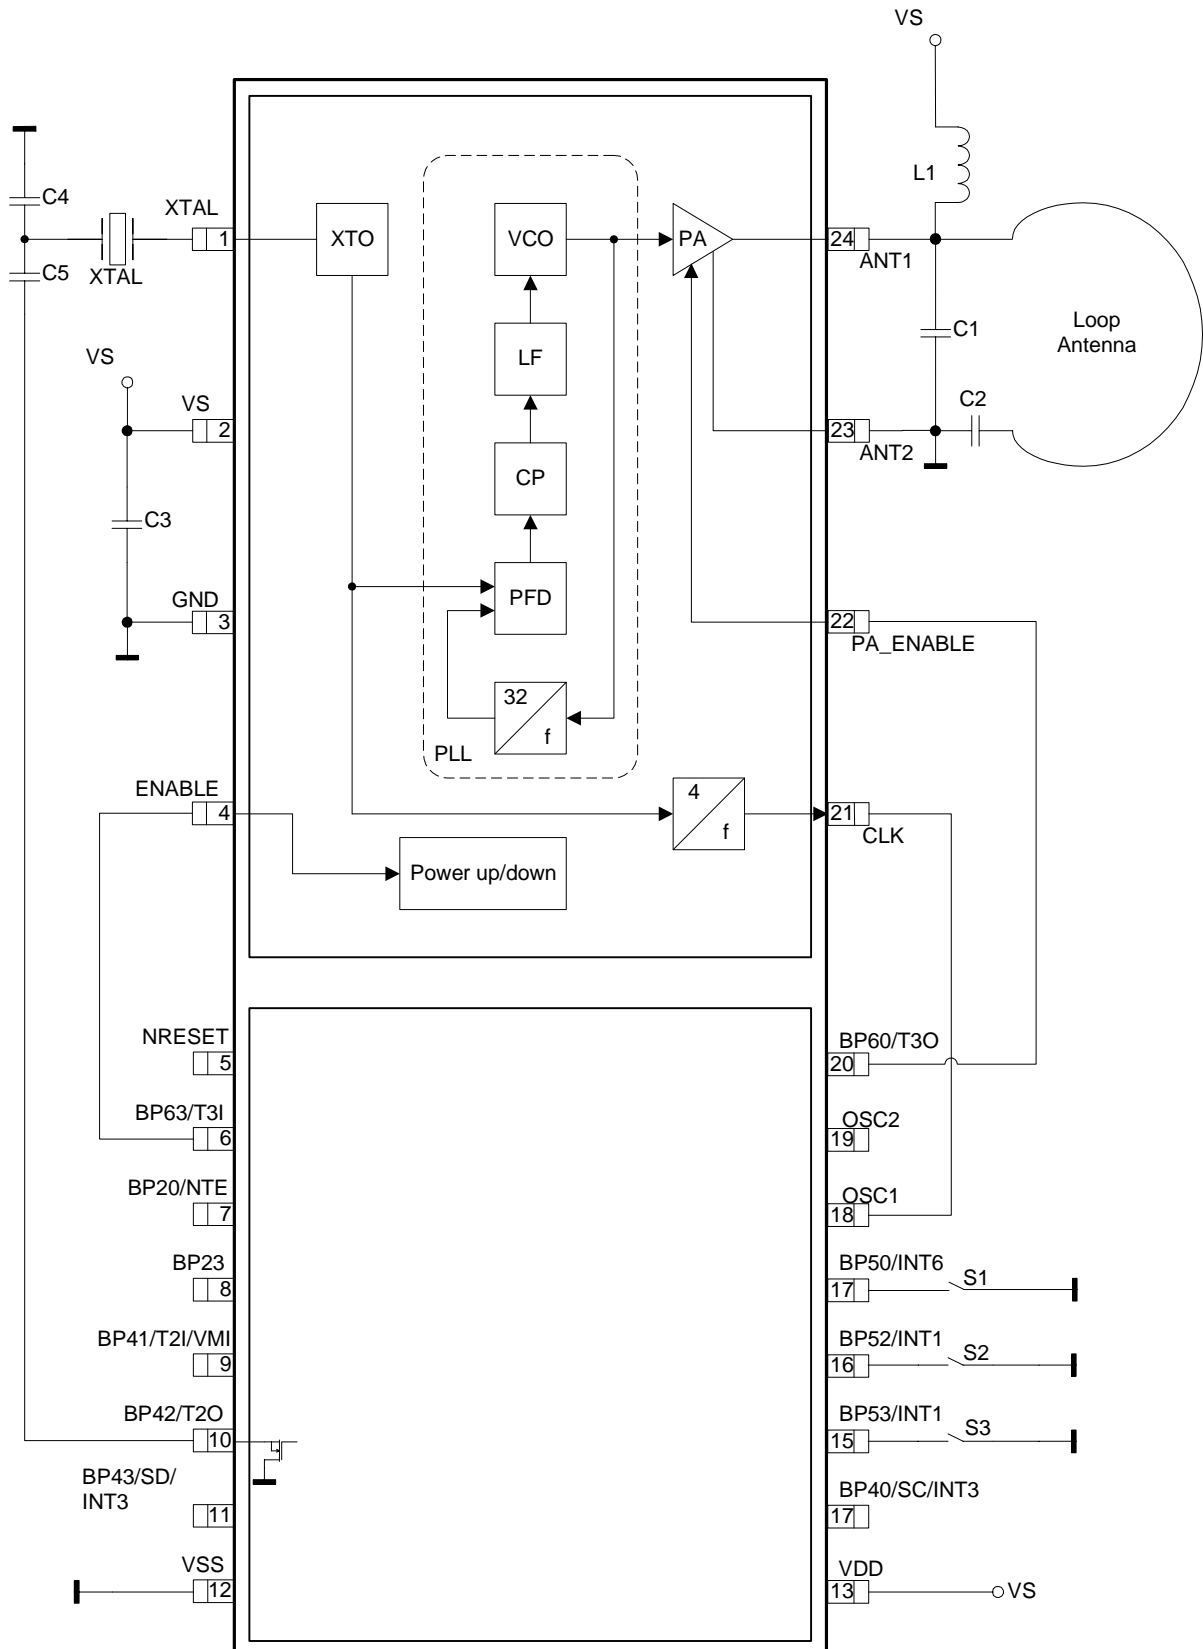 VS
L1
C4
XTAL
1
XTO
VCO
PA
24
ANT1
C5
XTAL
LF
C1
Loop
Antenna
VS
VS
2
C2
23
ANT2
CP
C3
GND
3
PFD
22
PA_ENABLE
32
f
PLL
ENABLE
4
4
f
21
CLK
Power up/down
NRESET
5
BP60/T3O
20
BP63/T3I
6
OSC2
19
BP20/NTE
7
OSC1
18
BP23
8
BP50/INT6
17
S1
BP41/T2I/VMI
9
BP52/INT1
16
S2
BP42/T2O
10
BP53/INT1
15
S3
BP43/SD/
INT3
11
BP40/SC/INT3
17
VSS
12
VDD
13
VS